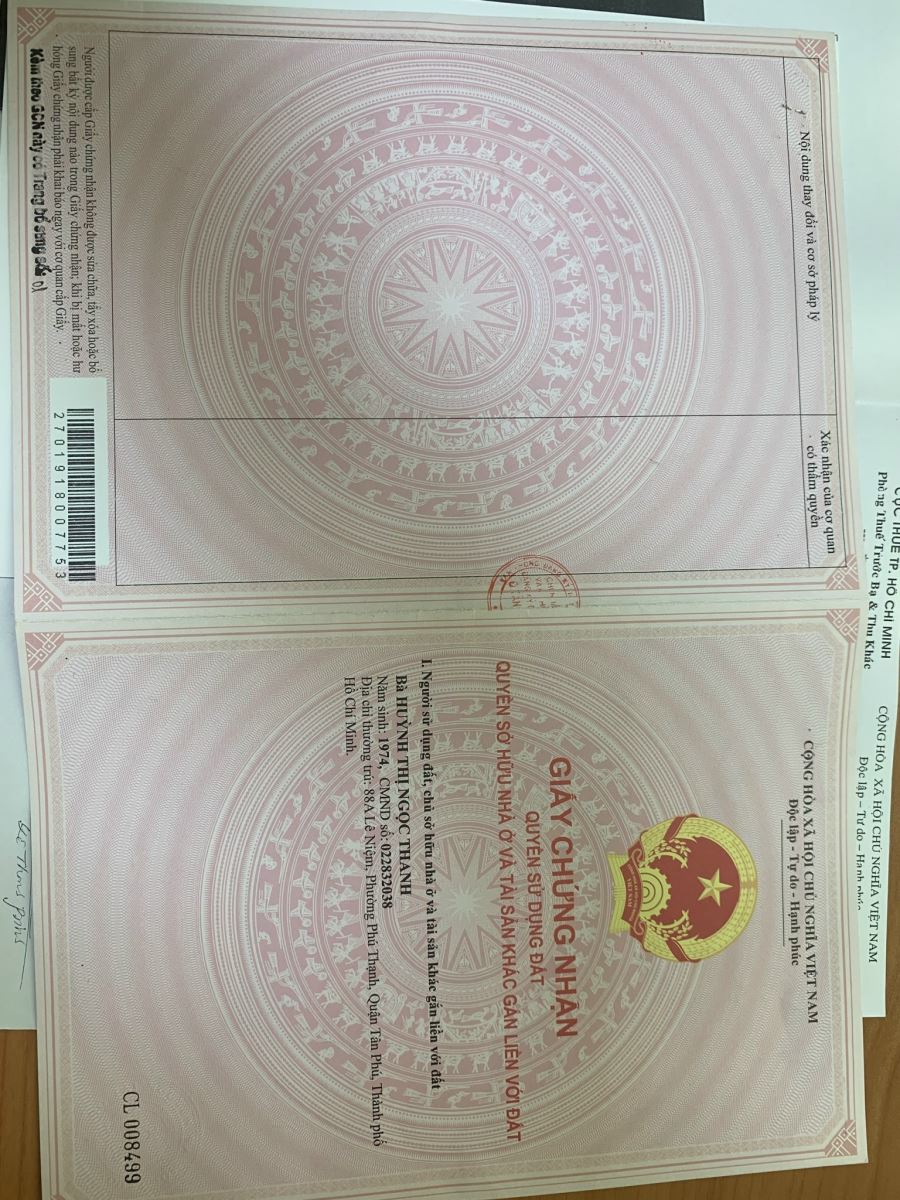 CỘNG HÒA XÃ HỘI CHỦ NGHĨA VIỆT NAM
Độc lập - Tự do - Hạnh phúc
GIẤY CHỨNG NHẬN
QUYỀN SỬ DỤNG ĐẤT
QUYỀN SỞ HỮU NHÀ Ở VÀ TÀI SẢN KHÁC GẮN LIỀN VỚI ĐẤT
I. Người sử dụng đất, chủ sở hữu nhà ở và tài sản khác gắn liền với đất
Bà HUỲNH THỊ NGỌC THANH
Năm sinh: 1974, CMND số: 022832038
Địa chỉ thường trú: 88A Lê Niệm, Phường Phú Thạnh, Quận Tân Phú, Thành phố
Hồ Chí Minh.
CL 008499
Nội dung thay đổi và cơ sở pháp lý
Xác nhận của cơ quan
có thẩm quyền
Người được cấp Giấy chứng nhận không được sửa chữa, tẩy xóa hoặc bổ
sung bất kỳ nội dung nào trong Giấy chứng nhận; khi bị mất hoặc hư
hỏng Giấy chứng nhận phải khai báo ngay với cơ quan cấp Giấy.
Kèm theo GCN này có Trang bổ sung số: 01
2701918007753
CỤC THUẾ TP. HỒ CHÍ MINH
Phòng Thuế Trước Bạ & Thu Khác
CỘNG HÒA XÃ HỘI CHỦ NGHĨA VIỆT NAM
Độc lập – Tự do – Hạnh phúc
VIỆT NAM